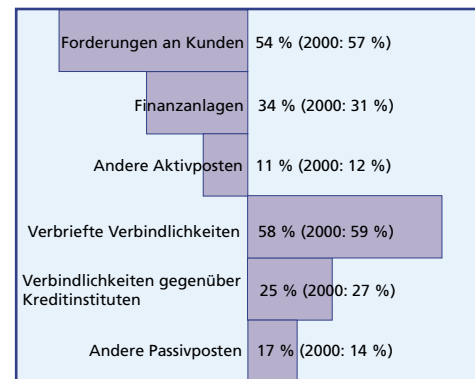 Forderungen an Kunden 54 % (2000: 57 %)
Finanzanlagen 34 % (2000: 31 %)
Andere Aktivposten 11 % (2000: 12 %)
Verbriefte Verbindlichkeiten 58 % (2000: 59 %)
Verbindlichkeiten gegenüber
Kreditinstituten 25 % (2000: 27 %)
Andere Passivposten 17 % (2000: 14 %)